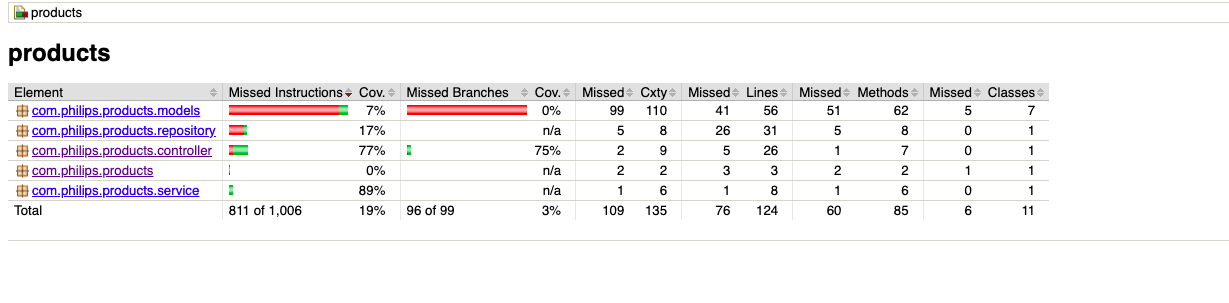 products
products
Element Missed Instructions Cov. Missed Branches Cov. Missed Cxty Missed Lines Missed Methods Missed Classes
com.philips.products.models 7% 0% 99 110 41 56 51 62 5 7
com.philips.products.repository 17% n/a 5 8 26 31 5 8 0 1
com.philips.products.controller 77% 75% 2 9 5 26 1 7 0 1
com.philips.products 0% n/a 2 2 3 3 2 2 1 1
com.philips.products.service 89% n/a 1 6 1 8 1 6 0 1
Total 811 of 1,006 19% 96 of 99 3% 109 135 76 124 60 85 6 11